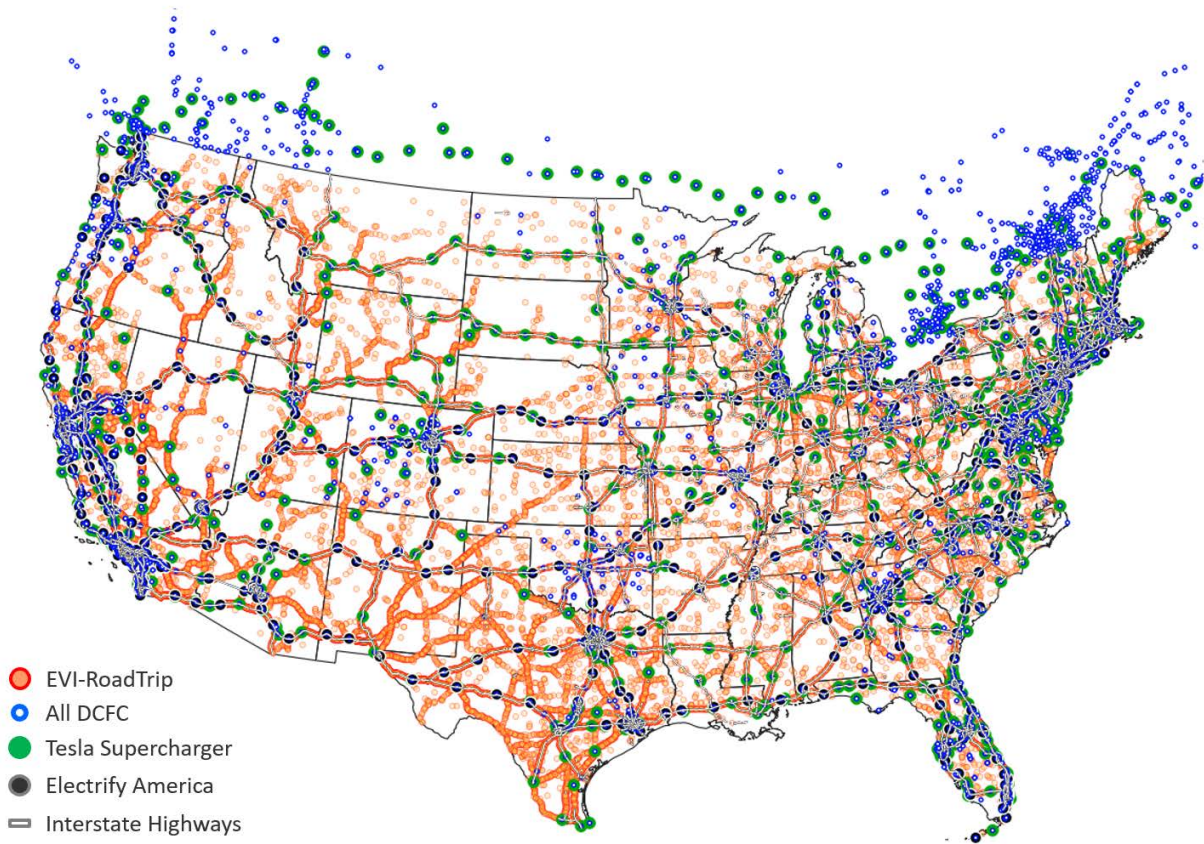 EVI-RoadTrip
All DCFC
Tesla Supercharger
Electrify America
Interstate Highways